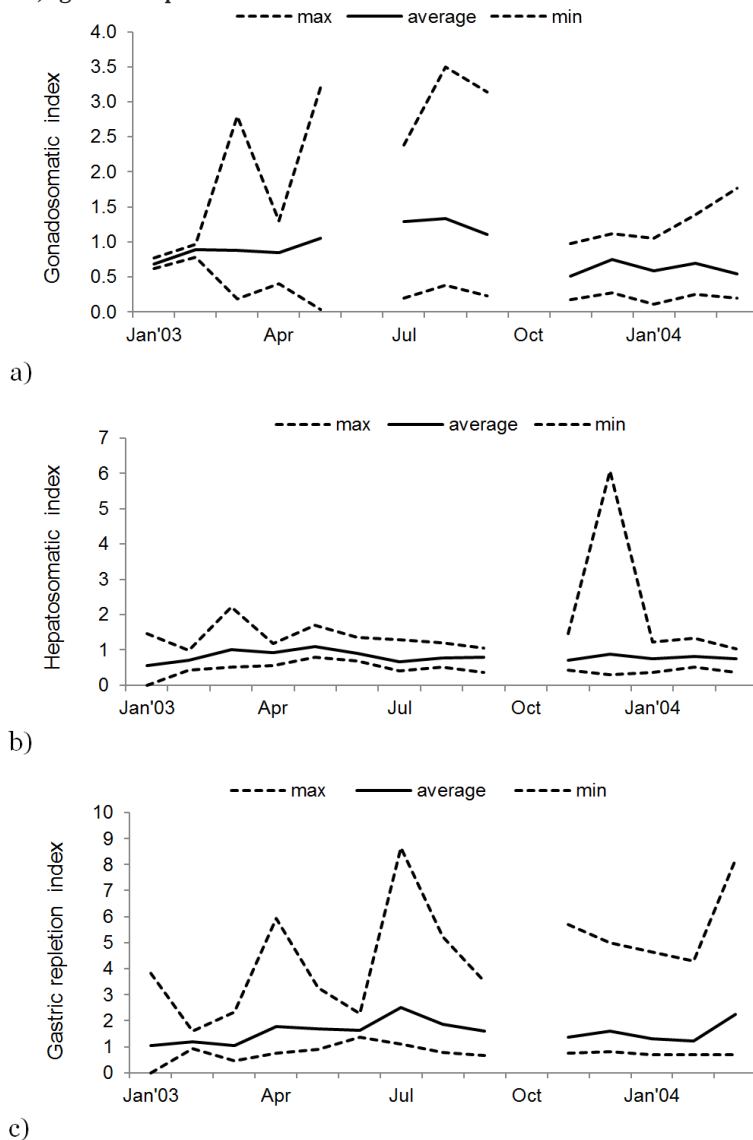 max average min
4.0
3.5
3.0
2.5
2.0
1.5
1.0
0.5
0.0
Gonadosomatic index
Jan'03 Apr Jul Oct Jan'04
a)
max average min
7
6
5
4
3
2
1
0
Hepatosomatic index
Jan'03 Apr Jul Oct Jan'04
b)
max average min
10
9
8
7
6
5
4
3
2
1
0
Gastric repletion index
Jan'03 Apr Jul Oct Jan'04
c)